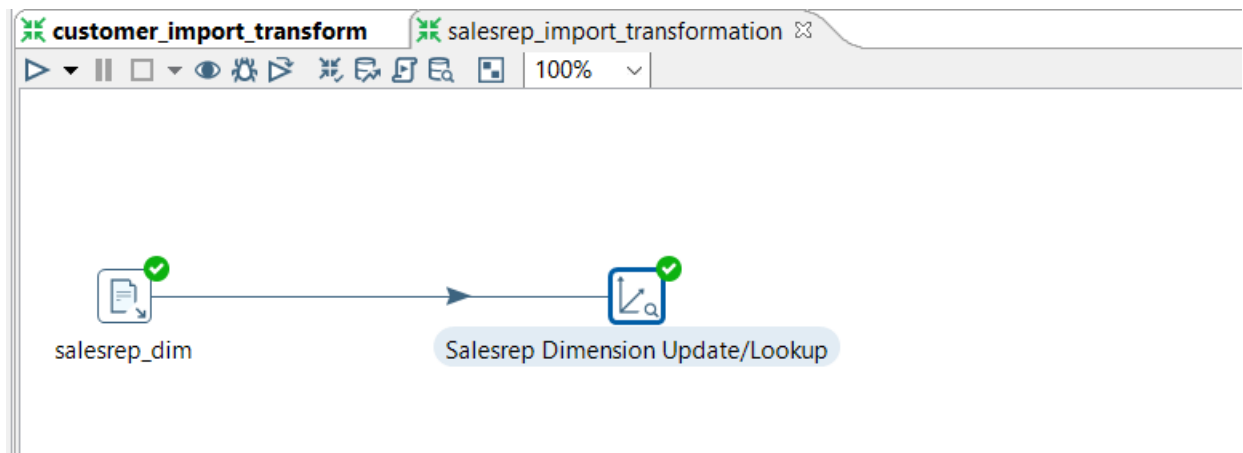 customer_import_transform
salesrep_import_transformation
100%
salesrep_dim
Salesrep Dimension Update/Lookup